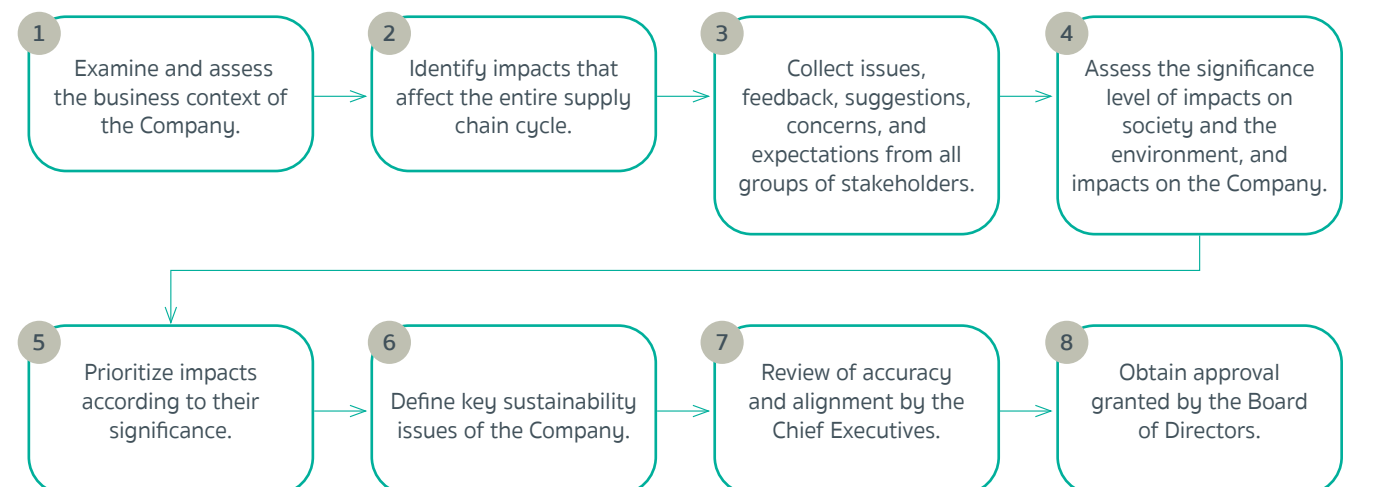 1
Examine and assess
the business context of
the Company.
2
Identify impacts that
affect the entire supply
chain cycle.
3
Collect issues,
feedback, suggestions,
concerns, and
expectations from all
groups of stakeholders.
4
Assess the significance
level of impacts on
society and the
environment, and
impacts on the Company.
5
Prioritize impacts
according to their
significance.
6
Define key sustainability
issues of the Company.
7
Review of accuracy
and alignment by the
Chief Executives.
8
Obtain approval
granted by the Board
of Directors.